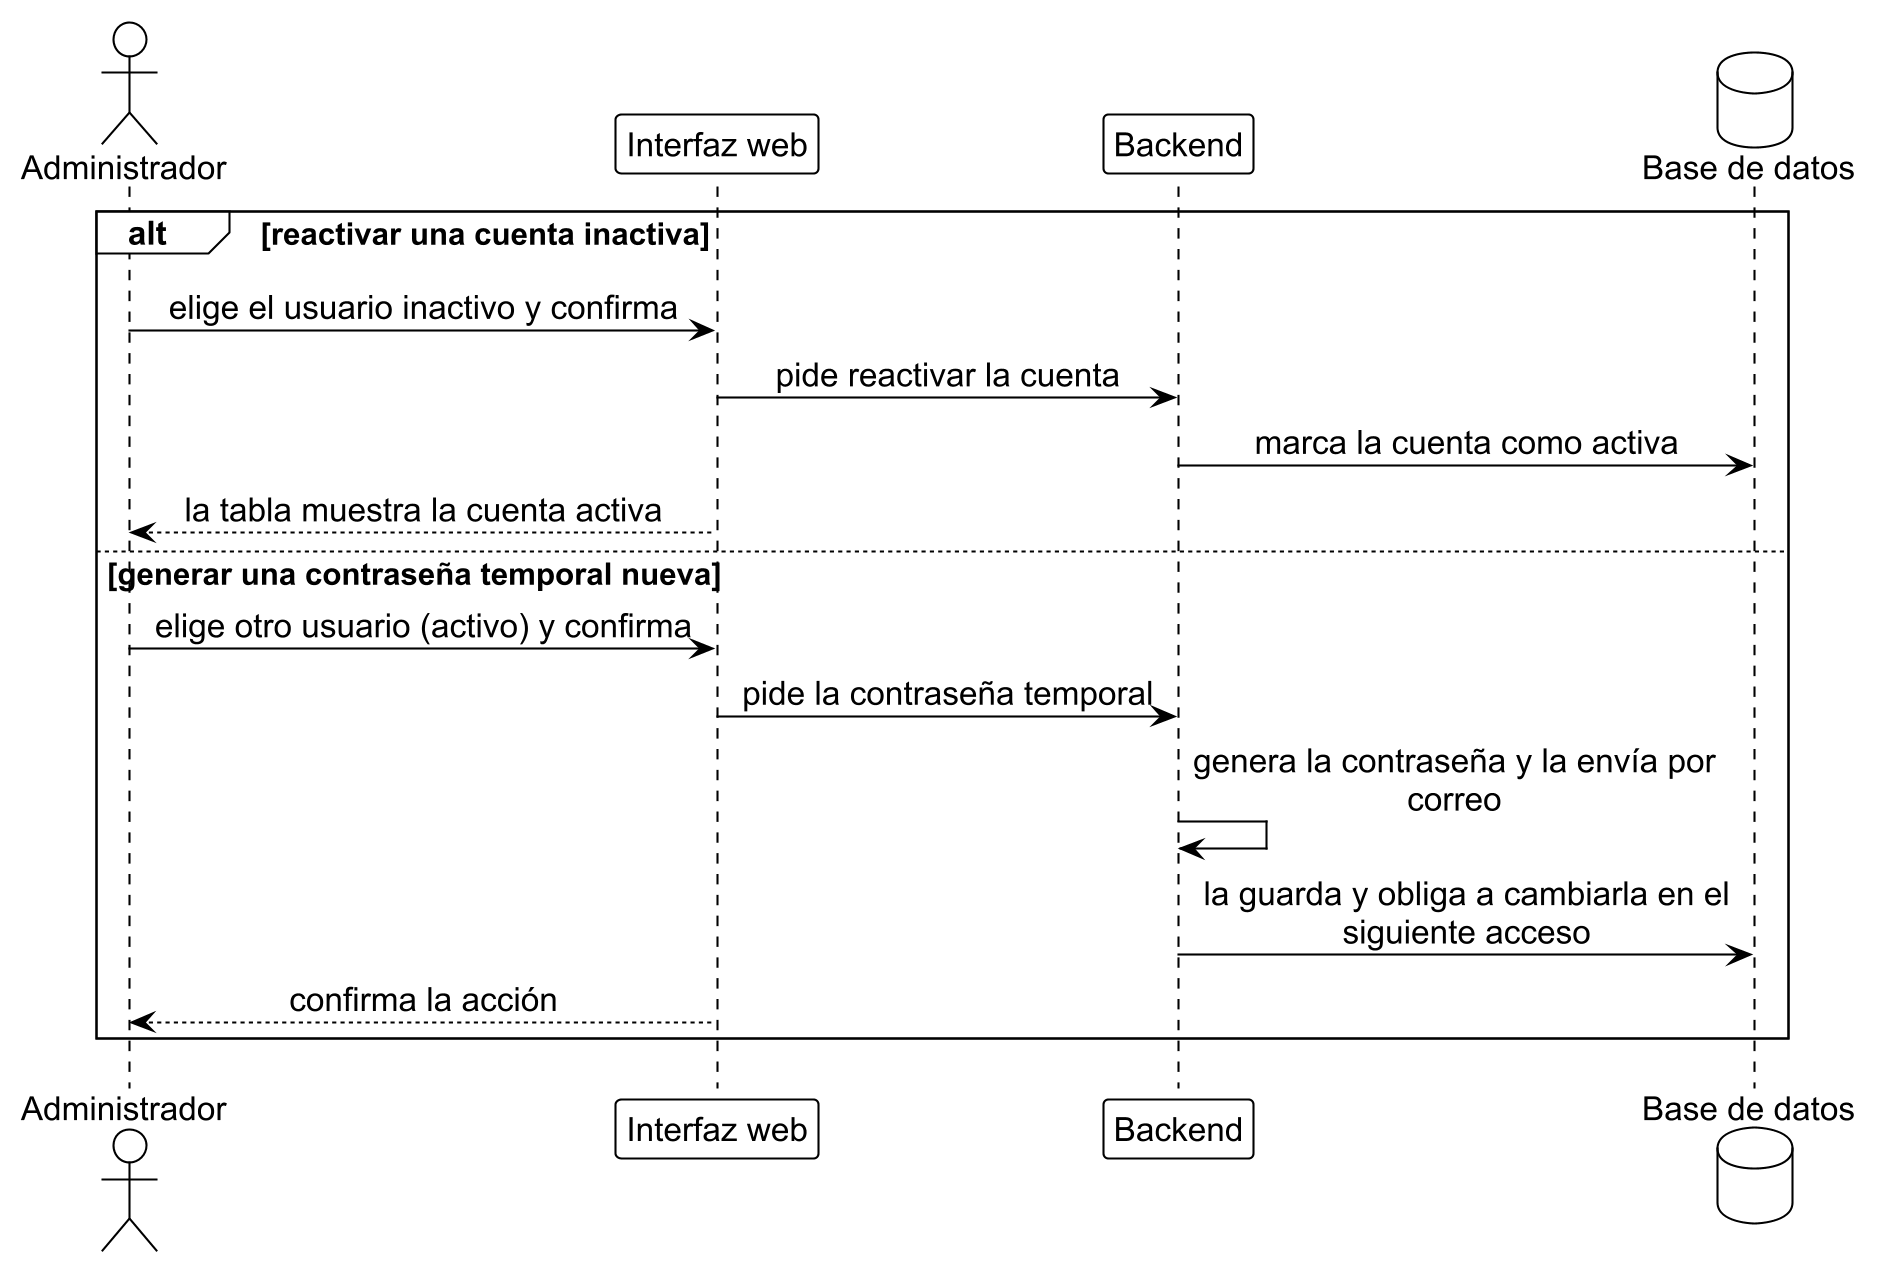 Administrador
Interfaz web
Backend
Base de datos
alt
[reactivar una cuenta inactiva]
elige el usuario inactivo y confirma
pide reactivar la cuenta
marca la cuenta como activa
la tabla muestra la cuenta activa
[generar una contraseña temporal nueva]
elige otro usuario (activo) y confirma
pide la contraseña temporal
genera la contraseña y la envía por
correo
la guarda y obliga a cambiarla en el
siguiente acceso
confirma la acción
Administrador
Interfaz web
Backend
Base de datos